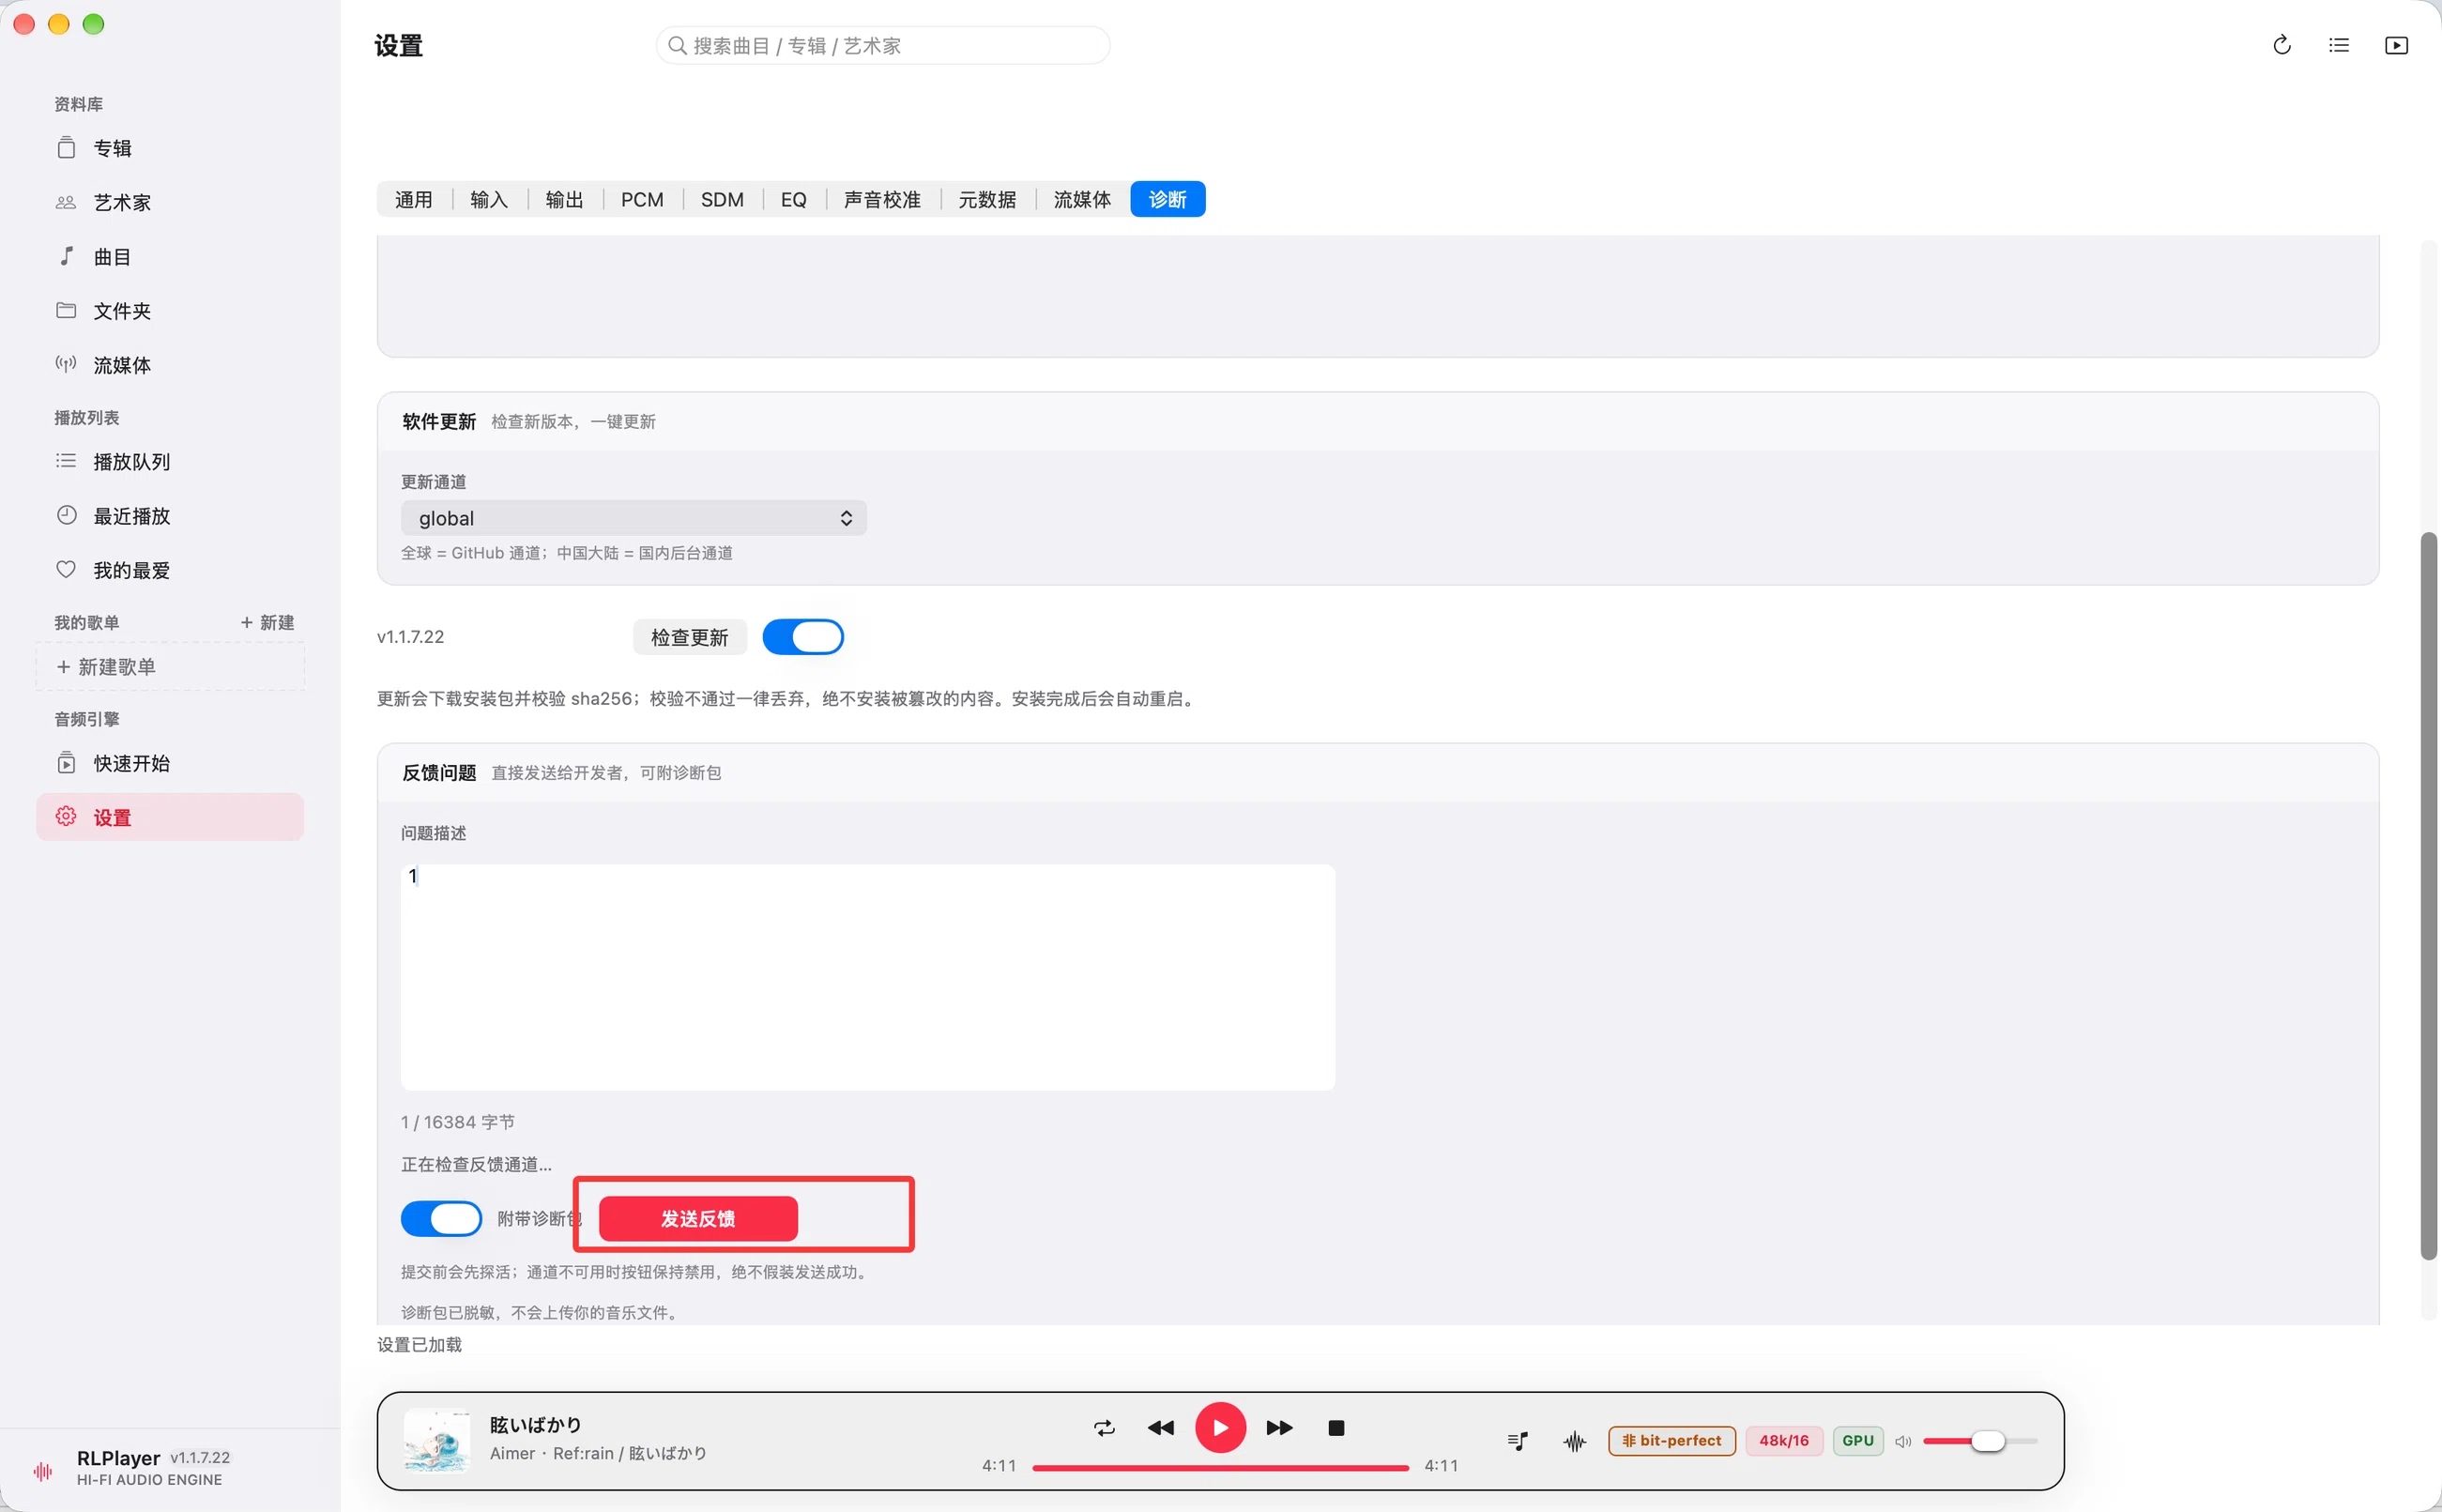 设置
搜索曲目 / 专辑 / 艺术家
资料库
专辑
艺术家
曲目
文件夹
流媒体
播放列表
播放队列
最近播放
我的最爱
我的歌单
+ 新建
+ 新建歌单
音频引擎
快速开始
设置
RLPlayer v1.1.7.22
HI-FI AUDIO ENGINE
通用 输入 输出 PCM SDM EQ 声音校准 元数据 流媒体 诊断
软件更新 检查新版本，一键更新
更新通道
global
全球 = GitHub 通道；中国大陆 = 国内后台通道
v1.1.7.22 检查更新
更新会下载安装包并校验 sha256；校验不通过一律丢弃，绝不安装被篡改的内容。安装完成后会自动重启。
反馈问题 直接发送给开发者，可附诊断包
问题描述
1
1 / 16384 字节
正在检查反馈通道...
附带诊断包 发送反馈
提交前会先探活；通道不可用时按钮保持禁用，绝不假装发送成功。
诊断包已脱敏，不会上传你的音乐文件。
设置已加载
眩いばかり
Aimer · Ref:rain / 眩いばかり
4:11 4:11
非 bit-perfect 48k/16 GPU